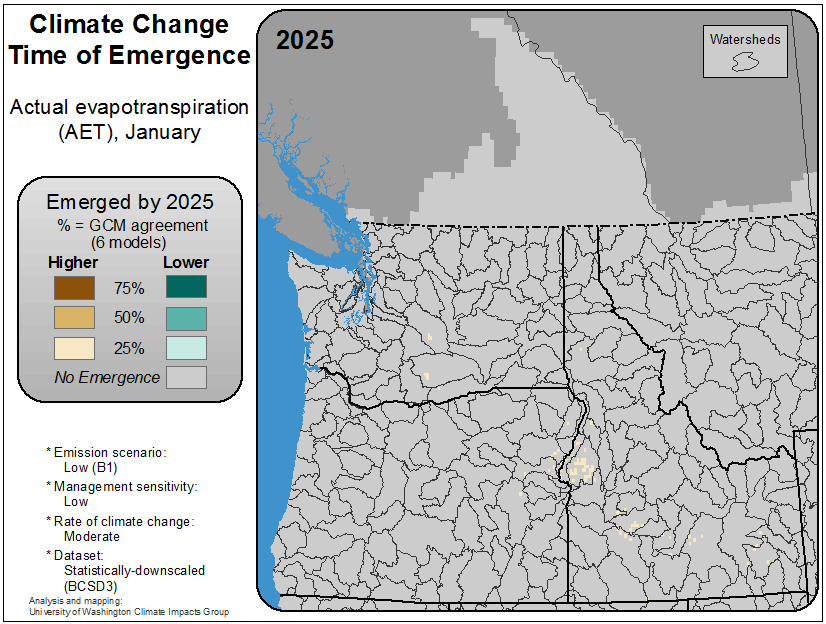 Climate Change
Time of Emergence
Actual evapotranspiration
(AET), January
Emerged by 2025
% = GCM agreement
(6 models)
Higher Lower
75%
50%
25%
No Emergence
* Emission scenario:
Low (B1)
* Management sensitivity:
Low
* Rate of climate change:
Moderate
* Dataset:
Statistically-downscaled
(BCSD3)
Analysis and mapping:
University of Washington Climate Impacts Group
2025
Watersheds